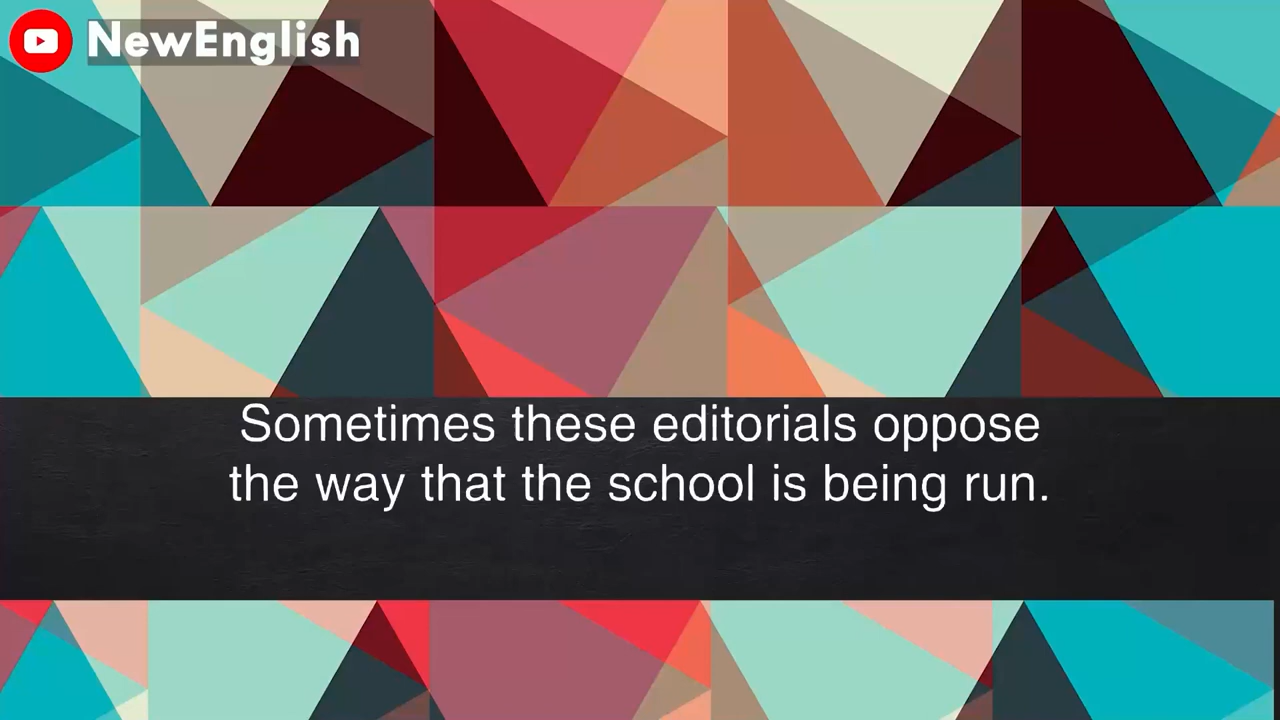 NewEnglish
Sometimes these editorials oppose
the way that the school is being run.